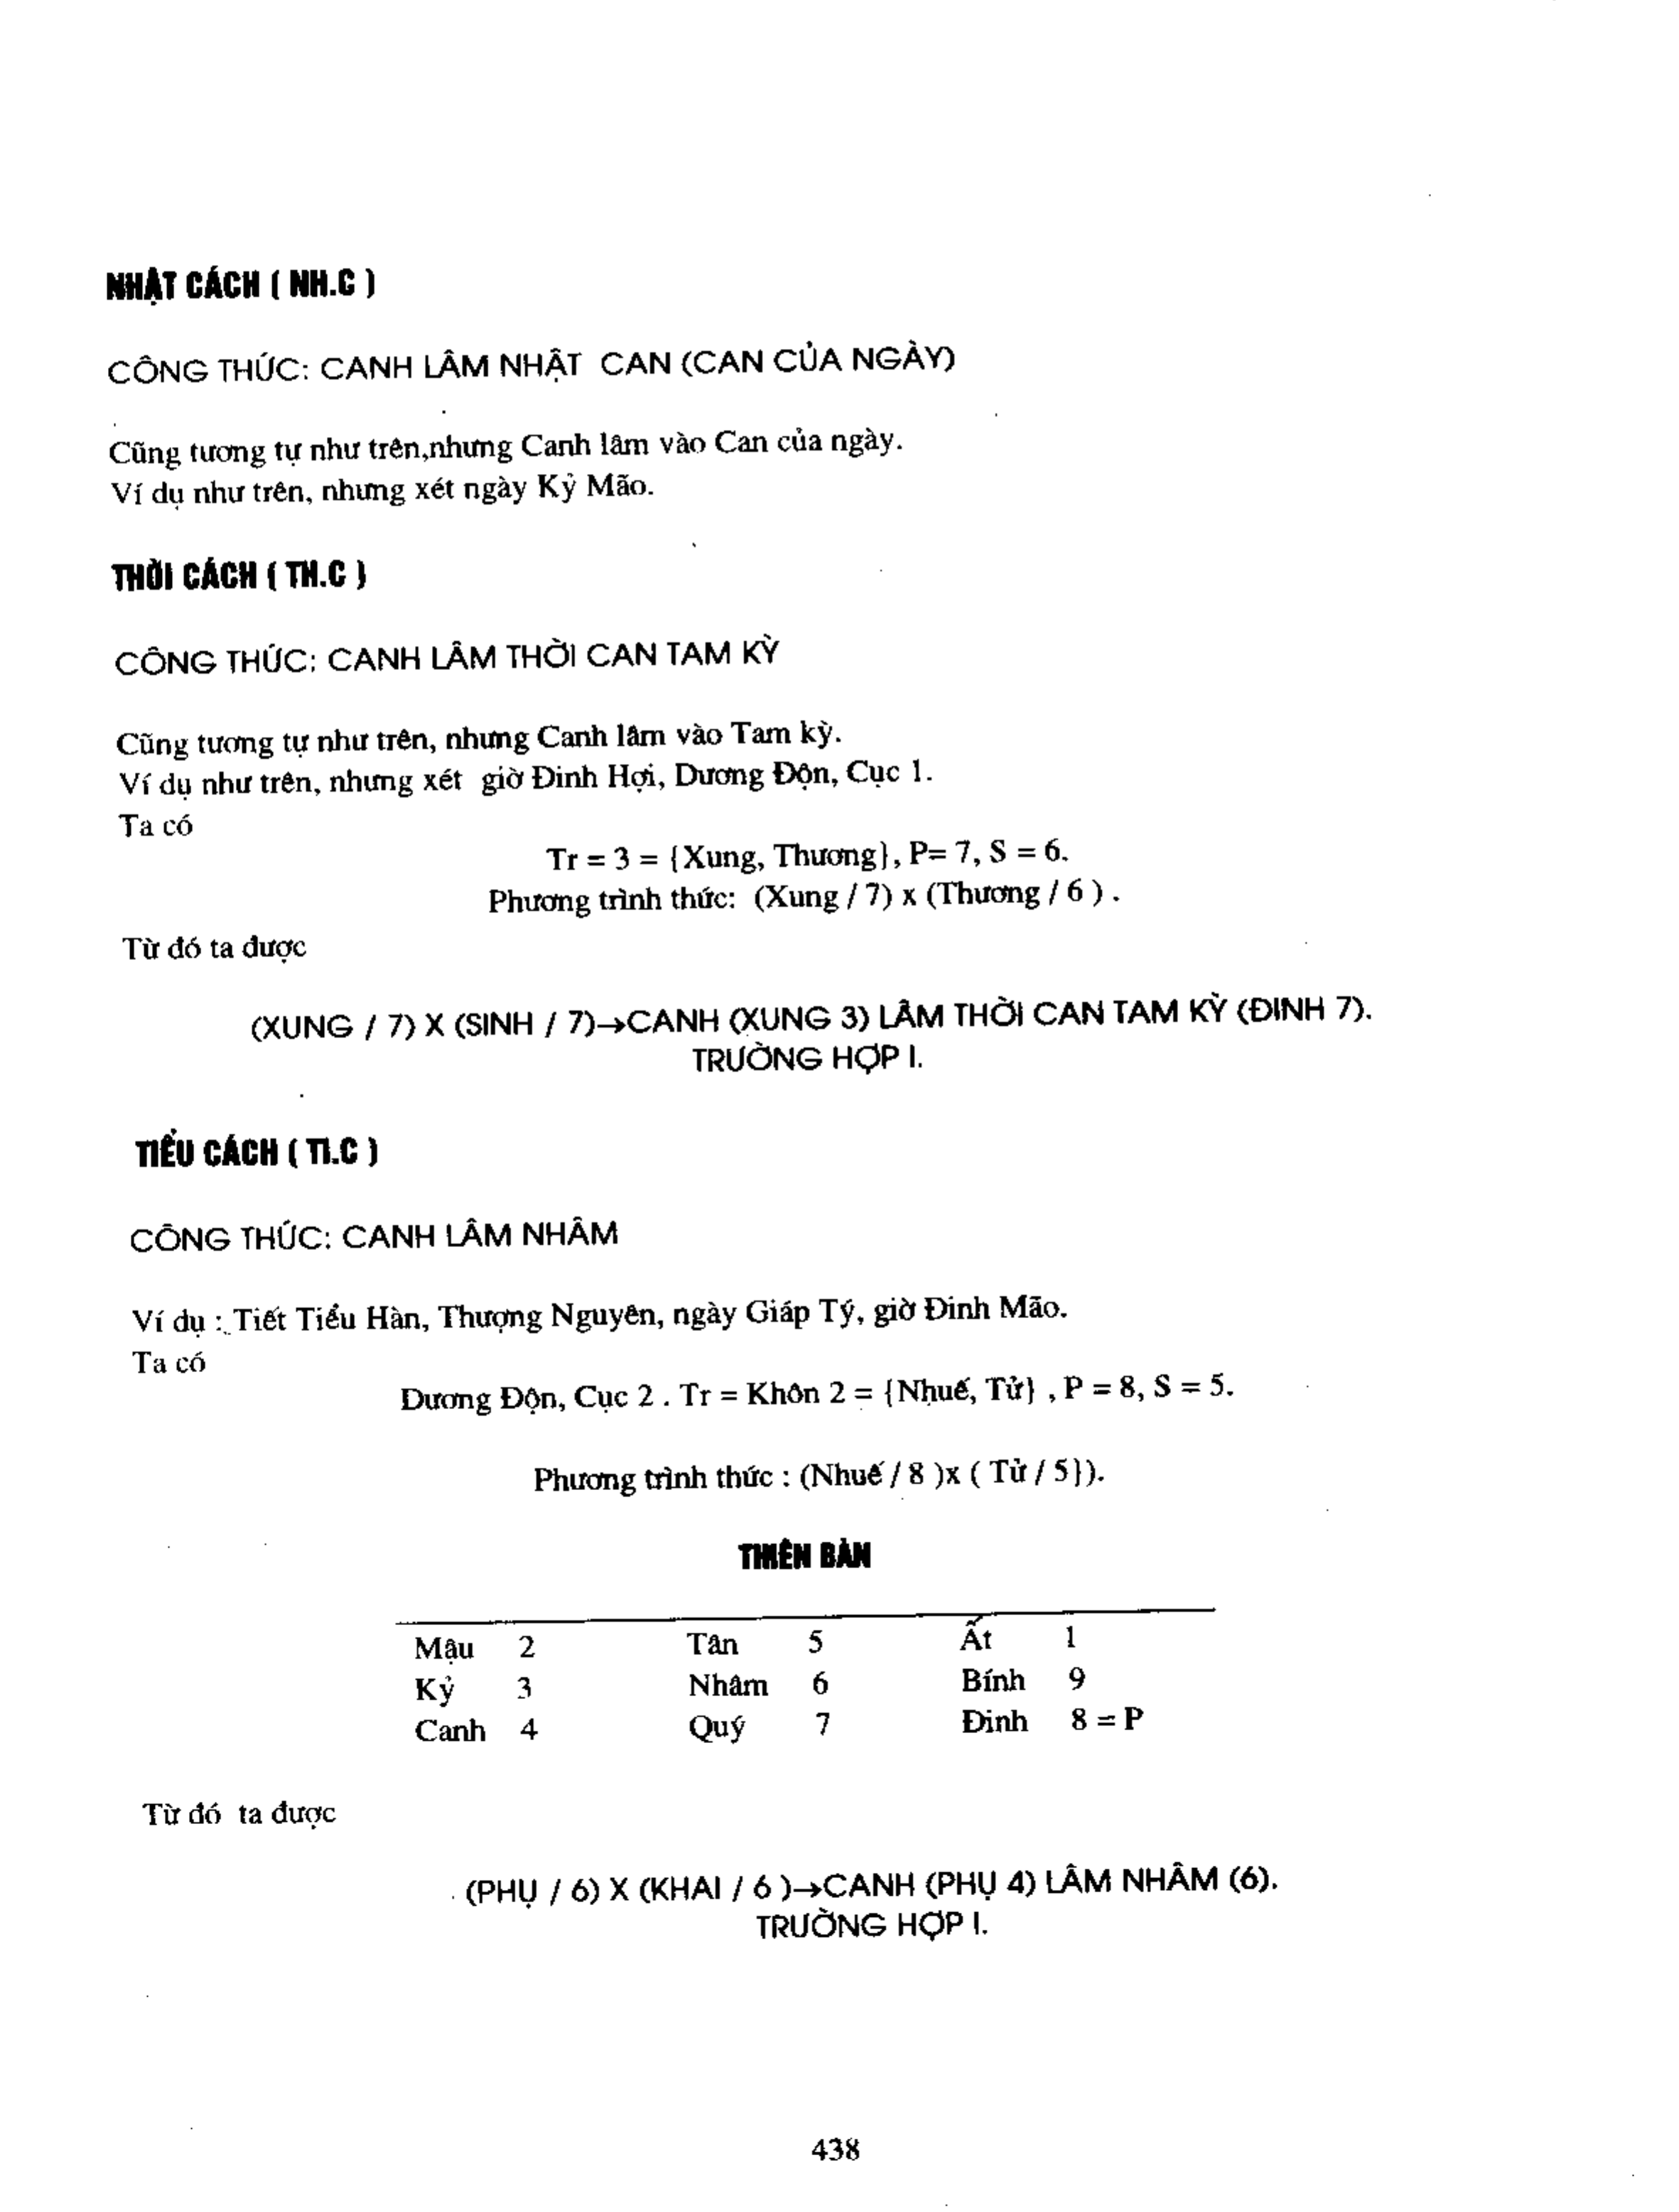 NHẬT CÁCH ( NH.C )
CÔNG THỨC: CANH LÂM NHẬT CAN (CAN CỦA NGÀY)
Cũng tương tự như trên,nhưng Canh lâm vào Can của ngày.
Ví dụ như trên, nhưng xét ngày Kỷ Mão.
THỜI CÁCH ( TH.C )
CÔNG THỨC: CANH LÂM THỜI CAN TAM KỲ
Cũng tương tự như trên, nhưng Canh lâm vào Tam kỳ.
Ví dụ như trên, nhưng xét giờ Đinh Hợi, Dương Độn, Cục 1.
Ta có
Tr = 3 = {Xung, Thương}, P= 7, S = 6.
Phương trình thức: (Xung / 7) x (Thương / 6 ) .
Từ đó ta được
(XUNG / 7) X (SINH / 7)→CANH (XUNG 3) LÂM THỜI CAN TAM KỲ (ĐINH 7).
TRƯỜNG HỢP I.
TIỂU CÁCH ( TI.C )
CÔNG THỨC: CANH LÂM NHÂM
Ví dụ : Tiết Tiểu Hàn, Thượng Nguyên, ngày Giáp Tý, giờ Đinh Mão.
Ta có
Dương Độn, Cục 2 . Tr = Khôn 2 = {Nhuế, Tử} , P = 8, S = 5.
Phương trình thức : (Nhuế / 8 )x ( Tử / 5}).
THIÊN BÀN
Mậu 2 Tân 5 Ất 1
Kỷ 3 Nhâm 6 Bính 9
Canh 4 Quý 7 Đinh 8 = P
Từ đó ta được
(PHỤ / 6) X (KHAI / 6 )→CANH (PHỤ 4) LÂM NHÂM (6).
TRƯỜNG HỢP I.
438